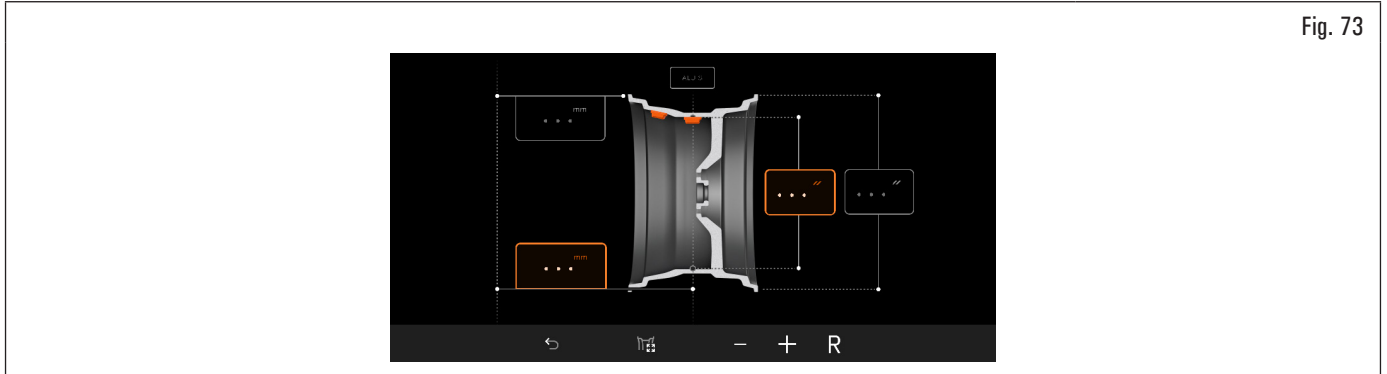 Fig. 73
ALU S
mm
. . . "
. . . "
. . .
mm
. . .
- + R